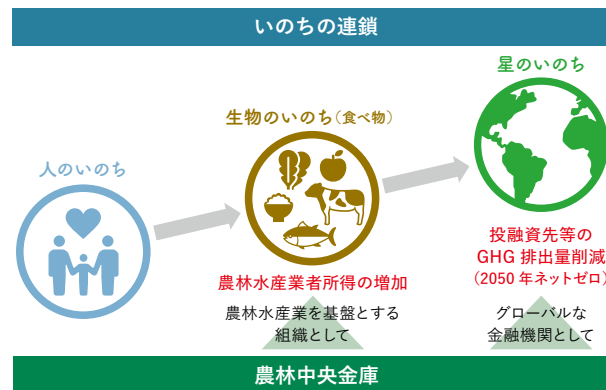 いのちの連鎖
人のいのち
生物のいのち(食べ物)
星のいのち
農林水産業者所得の増加
農林水産業を基盤とする
組織として
投融資先等の
GHG 排出量削減
(2050 年ネットゼロ)
グローバルな
金融機関として
農林中央金庫